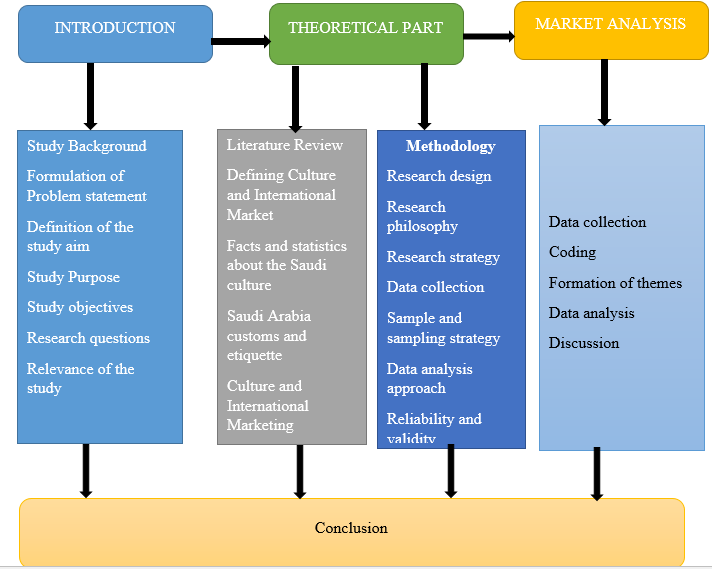 INTRODUCTION
THEORETICAL PART
MARKET ANALYSIS
Study Background
Formulation of
Problem statement
Definition of the
study aim
Study Purpose
Study objectives
Research questions
Relevance of the
study
Literature Review
Defining Culture
and International
Market
Facts and statistics
about the Saudi
culture
Saudi Arabia
customs and
etiquette
Culture and
International
Marketing
Methodology
Research design
Research
philosophy
Research strategy
Data collection
Sample and
sampling strategy
Data analysis
approach
Reliability and
validity
Data collection
Coding
Formation of themes
Data analysis
Discussion
Conclusion